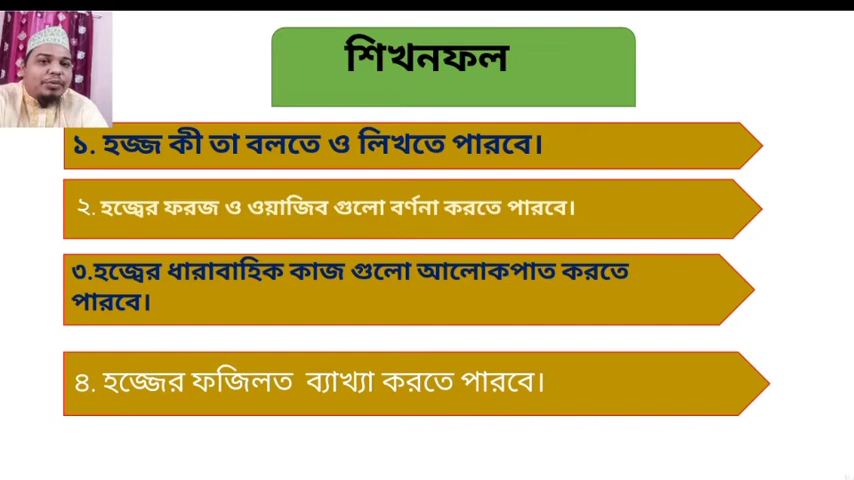 শিখনফল
১. হজ্জ কী তা বলতে ও লিখতে পারবে।
২. হজ্বের ফরজ ও ওয়াজিব গুলো বর্ণনা করতে পারবে।
৩.হজ্বের ধারাবাহিক কাজ গুলো আলোকপাত করতে
পারবে।
৪. হজ্জের ফজিলত ব্যাখ্যা করতে পারবে।